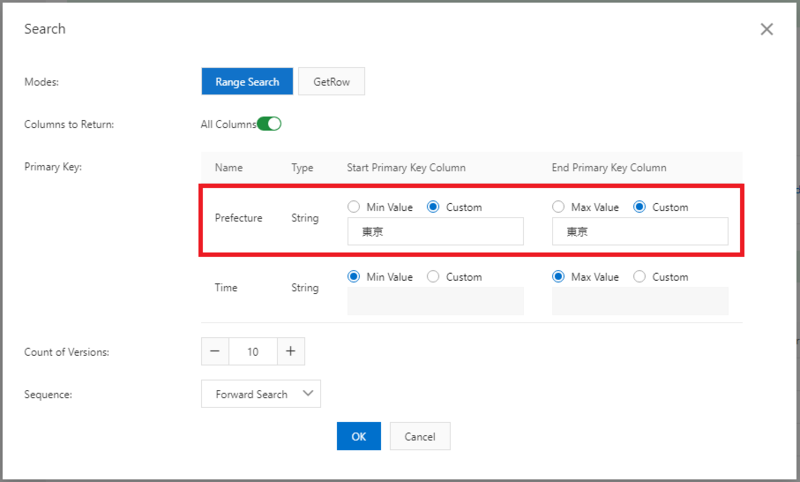 Search
Modes: Range Search GetRow
Columns to Return: All Columns
Primary Key: Name Type Start Primary Key Column End Primary Key Column
Min Value Custom Max Value Custom
Prefecture String
東京 東京
Time String Min Value Custom Max Value Custom
Count of Versions: − 10 +
Sequence: Forward Search
OK Cancel